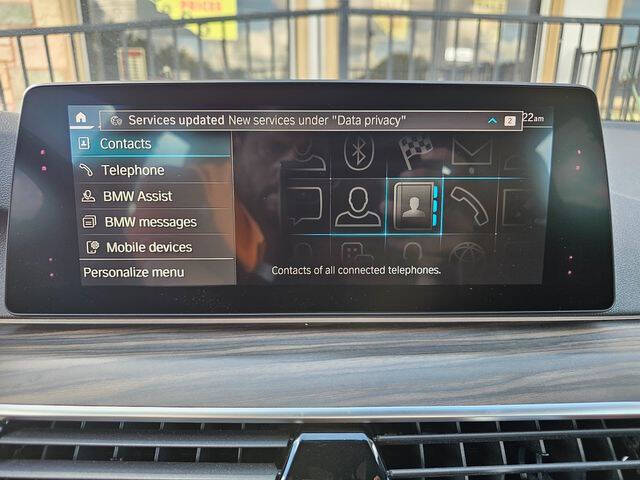 Services updated New services under "Data privacy"
2
22am
Contacts
Telephone
BMW Assist
BMW messages
Mobile devices
Personalize menu
Contacts of all connected telephones.